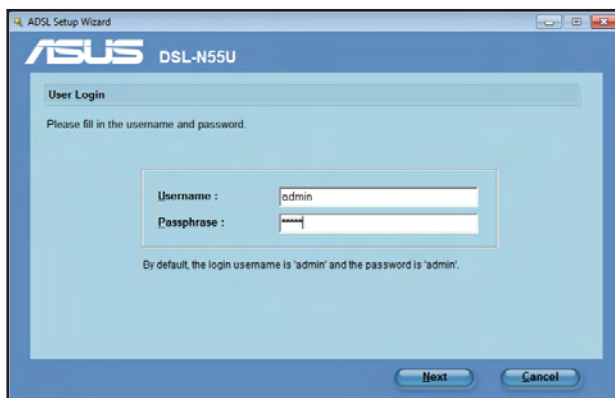 ADSL Setup Wizard
ASUS DSL-N55U
User Login
Please fill in the username and password.
Username : admin
Passphrase : *****
By default, the login username is 'admin' and the password is 'admin'.
Next Cancel